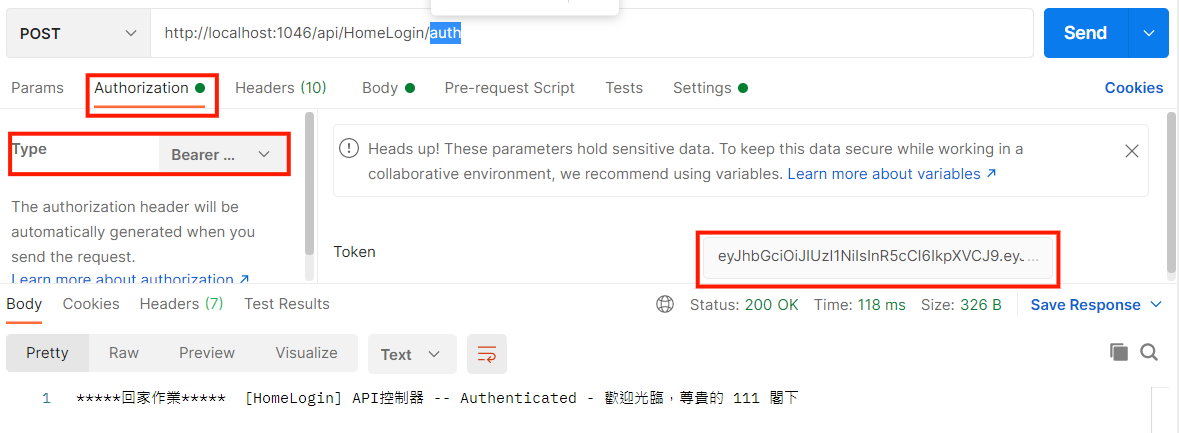 POST http://localhost:1046/api/HomeLogin/auth Send
Params Authorization Headers (10) Body Pre-request Script Tests Settings Cookies
Type Bearer ...
Heads up! These parameters hold sensitive data. To keep this data secure while working in a
collaborative environment, we recommend using variables. Learn more about variables ↗
The authorization header will be
automatically generated when you
send the request.
Learn more about authorization ↗
Token eyJhbGciOiJIUzI1NiIsInR5cCI6IkpXVCJ9.eyJ ...
Body Cookies Headers (7) Test Results Status: 200 OK Time: 118 ms Size: 326 B Save Response
Pretty Raw Preview Visualize Text
1 *****回家作業***** [HomeLogin] API控制器 -- Authenticated - 歡迎光臨，尊貴的 111 閣下